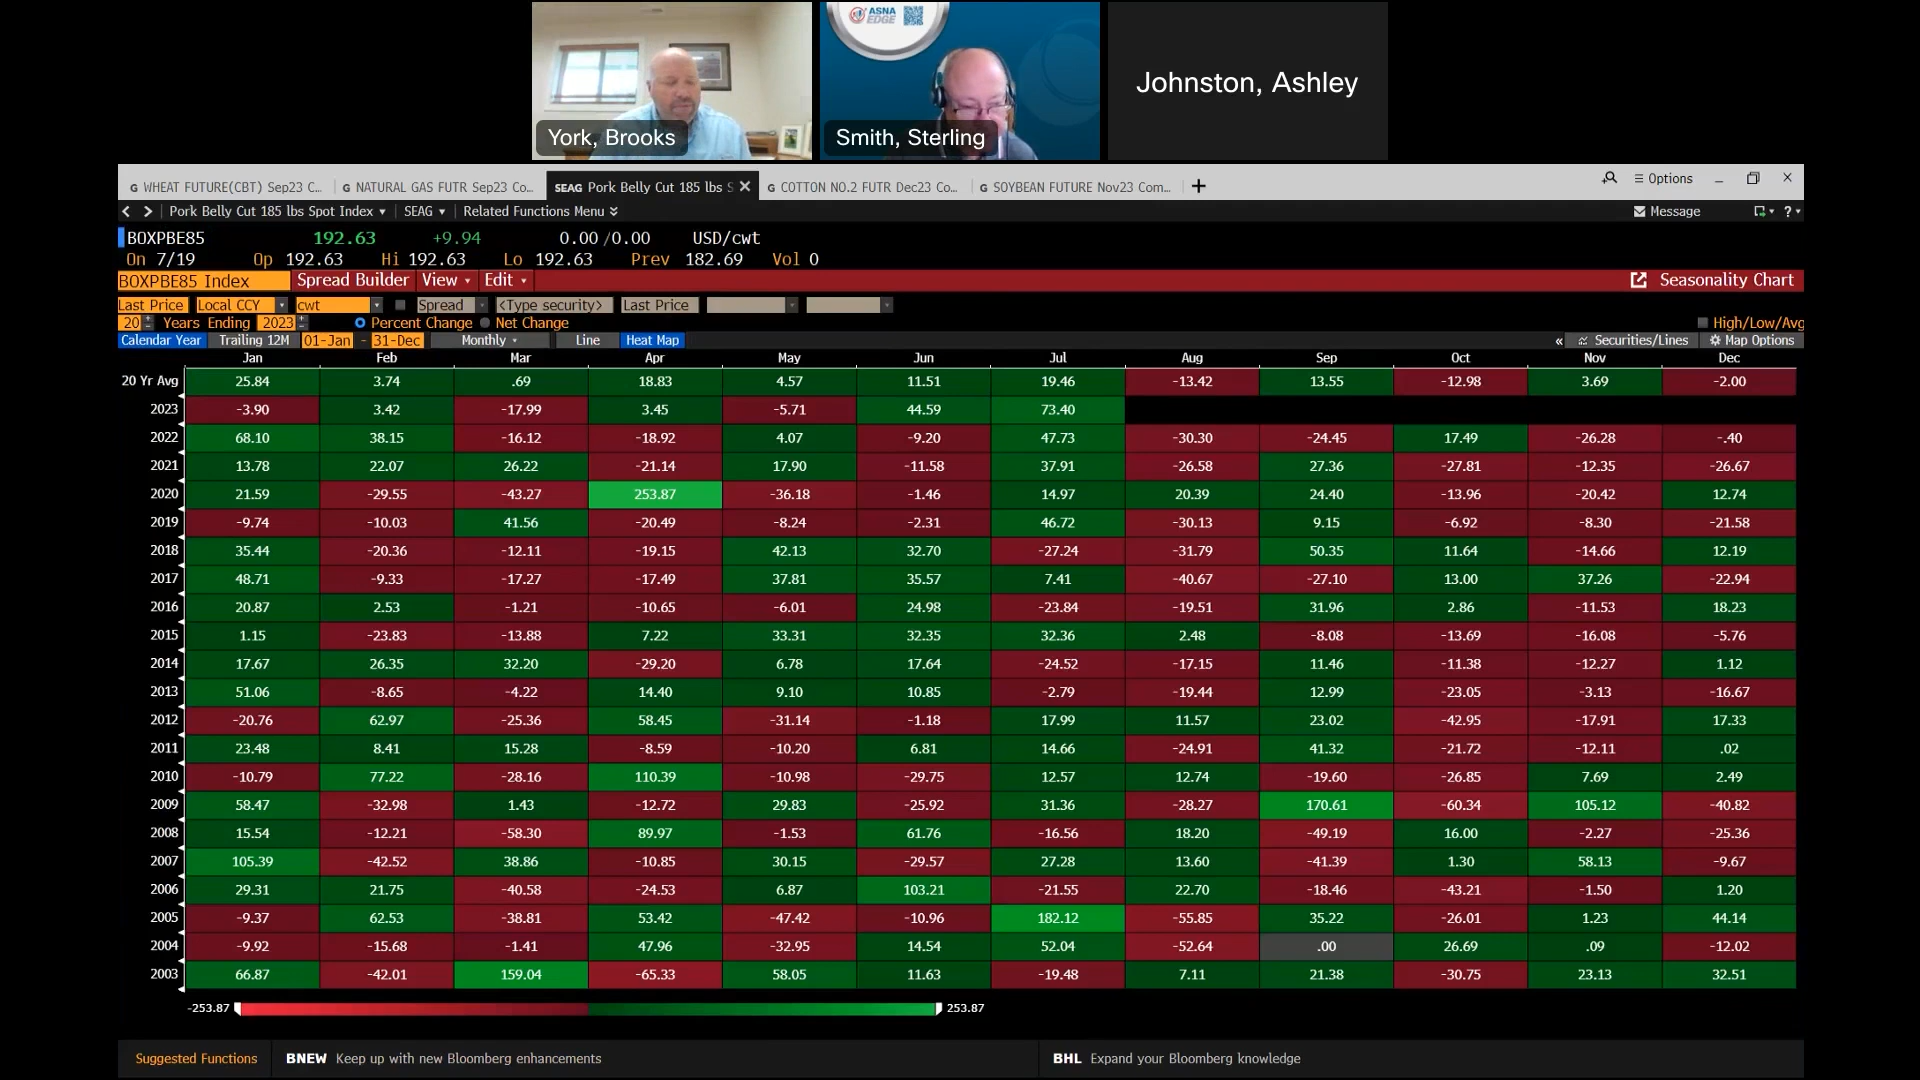 ASNA
EDGE
Johnston, Ashley
York, Brooks
Smith, Sterling
G WHEAT FUTURE(CBT) Sep23 C... G NATURAL GAS FUTR Sep23 Co... SEAG Pork Belly Cut 185 lbs S G COTTON NO.2 FUTR Dec23 Co... G SOYBEAN FUTURE Nov23 Com... + Options
Pork Belly Cut 185 lbs Spot Index SEAG Related Functions Menu Message ?
BOXPBE85 192.63 +9.94 0.00 /0.00 USD/cwt
On 7/19 Op 192.63 Hi 192.63 Lo 192.63 Prev 182.69 Vol 0
BOXPBE85 Index Spread Builder View Edit Seasonality Chart
Last Price Local CCY cwt Spread <Type security> Last Price
20 Years Ending 2023 Percent Change Net Change High/Low/Avg
Calendar Year Trailing 12M 01-Jan - 31-Dec Monthly Line Heat Map « Securities/Lines Map Options
Jan Feb Mar Apr May Jun Jul Aug Sep Oct Nov Dec
20 Yr Avg 25.84 3.74 .69 18.83 4.57 11.51 19.46 -13.42 13.55 -12.98 3.69 -2.00
2023 -3.90 3.42 -17.99 3.45 -5.71 44.59 73.40
2022 68.10 38.15 -16.12 -18.92 4.07 -9.20 47.73 -30.30 -24.45 17.49 -26.28 -.40
2021 13.78 22.07 26.22 -21.14 17.90 -11.58 37.91 -26.58 27.36 -27.81 -12.35 -26.67
2020 21.59 -29.55 -43.27 253.87 -36.18 -1.46 14.97 20.39 24.40 -13.96 -20.42 12.74
2019 -9.74 -10.03 41.56 -20.49 -8.24 -2.31 46.72 -30.13 9.15 -6.92 -8.30 -21.58
2018 35.44 -20.36 -12.11 -19.15 42.13 32.70 -27.24 -31.79 50.35 11.64 -14.66 12.19
2017 48.71 -9.33 -17.27 -17.49 37.81 35.57 7.41 -40.67 -27.10 13.00 37.26 -22.94
2016 20.87 2.53 -1.21 -10.65 -6.01 24.98 -23.84 -19.51 31.96 2.86 -11.53 18.23
2015 1.15 -23.83 -13.88 7.22 33.31 32.35 32.36 2.48 -8.08 -13.69 -16.08 -5.76
2014 17.67 26.35 32.20 -29.20 6.78 17.64 -24.52 -17.15 11.46 -11.38 -12.27 1.12
2013 51.06 -8.65 -4.22 14.40 9.10 10.85 -2.79 -19.44 12.99 -23.05 -3.13 -16.67
2012 -20.76 62.97 -25.36 58.45 -31.14 -1.18 17.99 11.57 23.02 -42.95 -17.91 17.33
2011 23.48 8.41 15.28 -8.59 -10.20 6.81 14.66 -24.91 41.32 -21.72 -12.11 .02
2010 -10.79 77.22 -28.16 110.39 -10.98 -29.75 12.57 12.74 -19.60 -26.85 7.69 2.49
2009 58.47 -32.98 1.43 -12.72 29.83 -25.92 31.36 -28.27 170.61 -60.34 105.12 -40.82
2008 15.54 -12.21 -58.30 89.97 -1.53 61.76 -16.56 18.20 -49.19 16.00 -2.27 -25.36
2007 105.39 -42.52 38.86 -10.85 30.15 -29.57 27.28 13.60 -41.39 1.30 58.13 -9.67
2006 29.31 21.75 -40.58 -24.53 6.87 103.21 -21.55 22.70 -18.46 -43.21 -1.50 1.20
2005 -9.37 62.53 -38.81 53.42 -47.42 -10.96 182.12 -55.85 35.22 -26.01 1.23 44.14
2004 -9.92 -15.68 -1.41 47.96 -32.95 14.54 52.04 -52.64 .00 26.69 .09 -12.02
2003 66.87 -42.01 159.04 -65.33 58.05 11.63 -19.48 7.11 21.38 -30.75 23.13 32.51
-253.87 253.87
Suggested Functions BNEW Keep up with new Bloomberg enhancements BHL Expand your Bloomberg knowledge